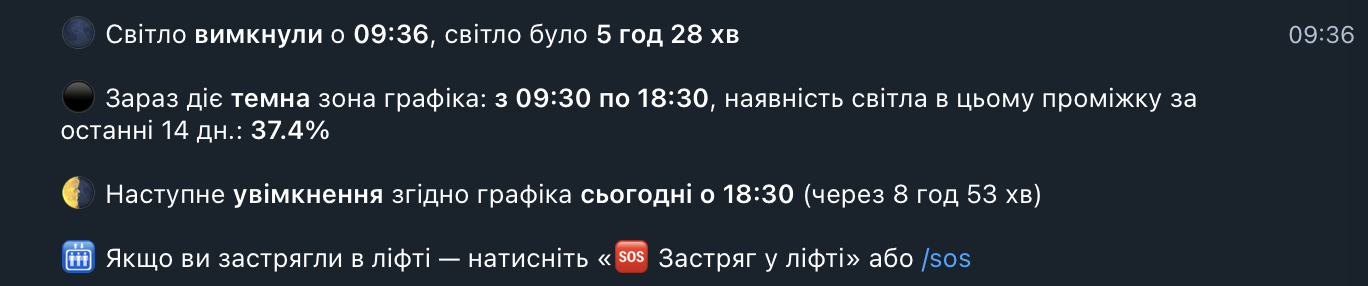 🌑 Світло вимкнули о 09:36, світло було 5 год 28 хв 09:36
⚫ Зараз діє темна зона графіка: з 09:30 по 18:30, наявність світла в цьому проміжку за
останні 14 дн.: 37.4%
🌗 Наступне увімкнення згідно графіка сьогодні о 18:30 (через 8 год 53 хв)
🛗 Якщо ви застрягли в ліфті — натисніть «🆘 Застряг у ліфті» або /sos